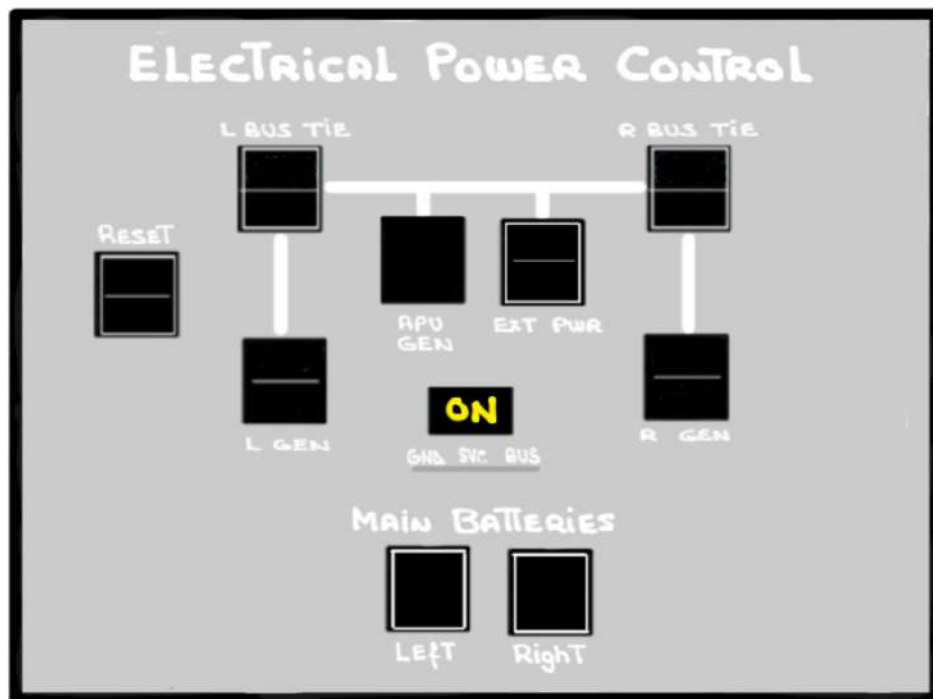 ELECTRICAL POWER CONTROL
L BUS TiE
R BUS TiE
RESET
APU
GEN
EXT PWR
L GEN
ON
R GEN
GND SVC BUS
MAIN BATTERIES
LEfT
RighT